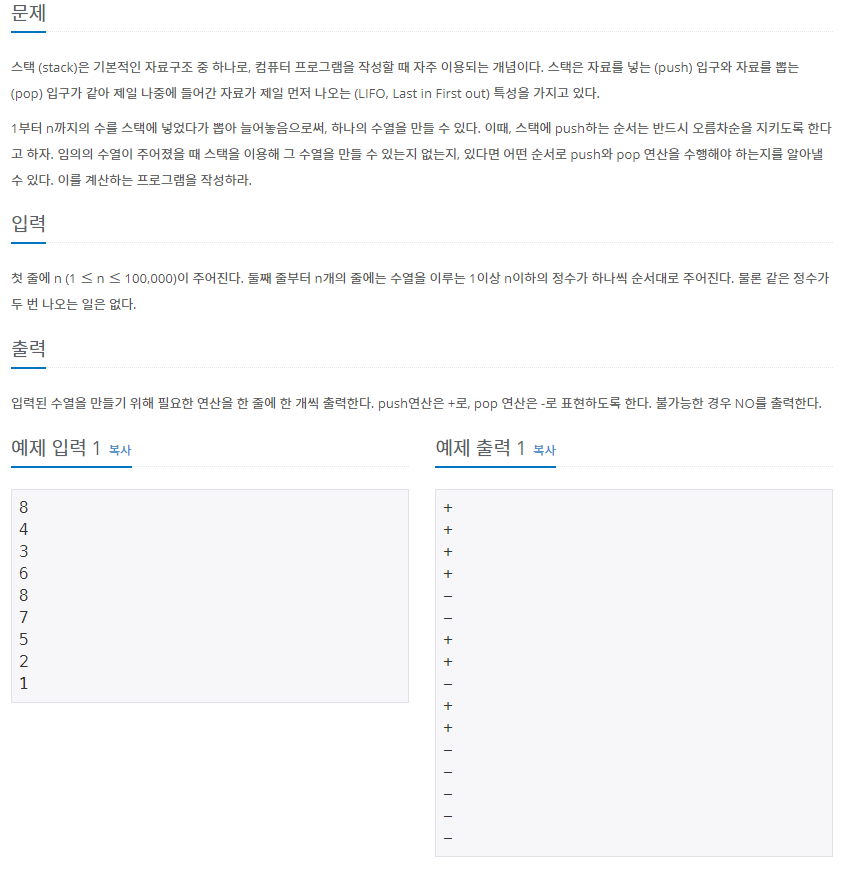 문제
스택 (stack)은 기본적인 자료구조 중 하나로, 컴퓨터 프로그램을 작성할 때 자주 이용되는 개념이다. 스택은 자료를 넣는 (push) 입구와 자료를 뽑는
(pop) 입구가 같아 제일 나중에 들어간 자료가 제일 먼저 나오는 (LIFO, Last in First out) 특성을 가지고 있다.
1부터 n까지의 수를 스택에 넣었다가 뽑아 늘어놓음으로써, 하나의 수열을 만들 수 있다. 이때, 스택에 push하는 순서는 반드시 오름차순을 지키도록 한다
고 하자. 임의의 수열이 주어졌을 때 스택을 이용해 그 수열을 만들 수 있는지 없는지, 있다면 어떤 순서로 push와 pop 연산을 수행해야 하는지를 알아낼
수 있다. 이를 계산하는 프로그램을 작성하라.
입력
첫 줄에 n (1 ≤ n ≤ 100,000)이 주어진다. 둘째 줄부터 n개의 줄에는 수열을 이루는 1이상 n이하의 정수가 하나씩 순서대로 주어진다. 물론 같은 정수가
두 번 나오는 일은 없다.
출력
입력된 수열을 만들기 위해 필요한 연산을 한 줄에 한 개씩 출력한다. push연산은 +로, pop 연산은 -로 표현하도록 한다. 불가능한 경우 NO를 출력한다.
예제 입력 1 복사
8
4
3
6
8
7
5
2
1
예제 출력 1 복사
+
+
+
+
-
-
+
+
-
+
+
-
-
-
-
-